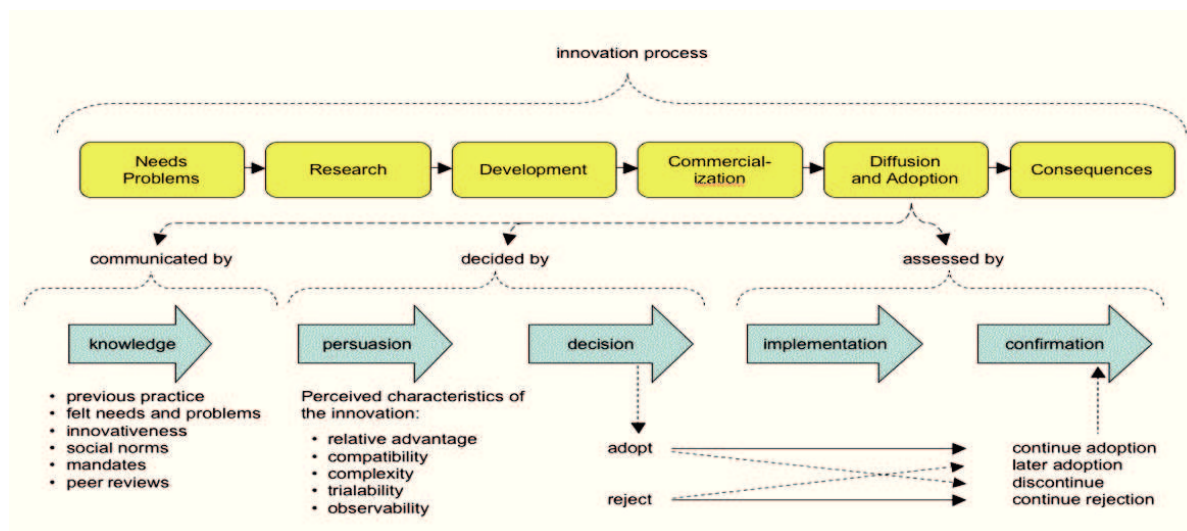 innovation process
Needs
Problems
Research
Development
Commercial-
ization
Diffusion
and Adoption
Consequences
communicated by
decided by
assessed by
knowledge
persuasion
decision
implementation
confirmation
• previous practice
• felt needs and problems
• innovativeness
• social norms
• mandates
• peer reviews
Perceived characteristics of
the innovation:
• relative advantage
• compatibility
• complexity
• trialability
• observability
adopt
reject
continue adoption
later adoption
discontinue
continue rejection